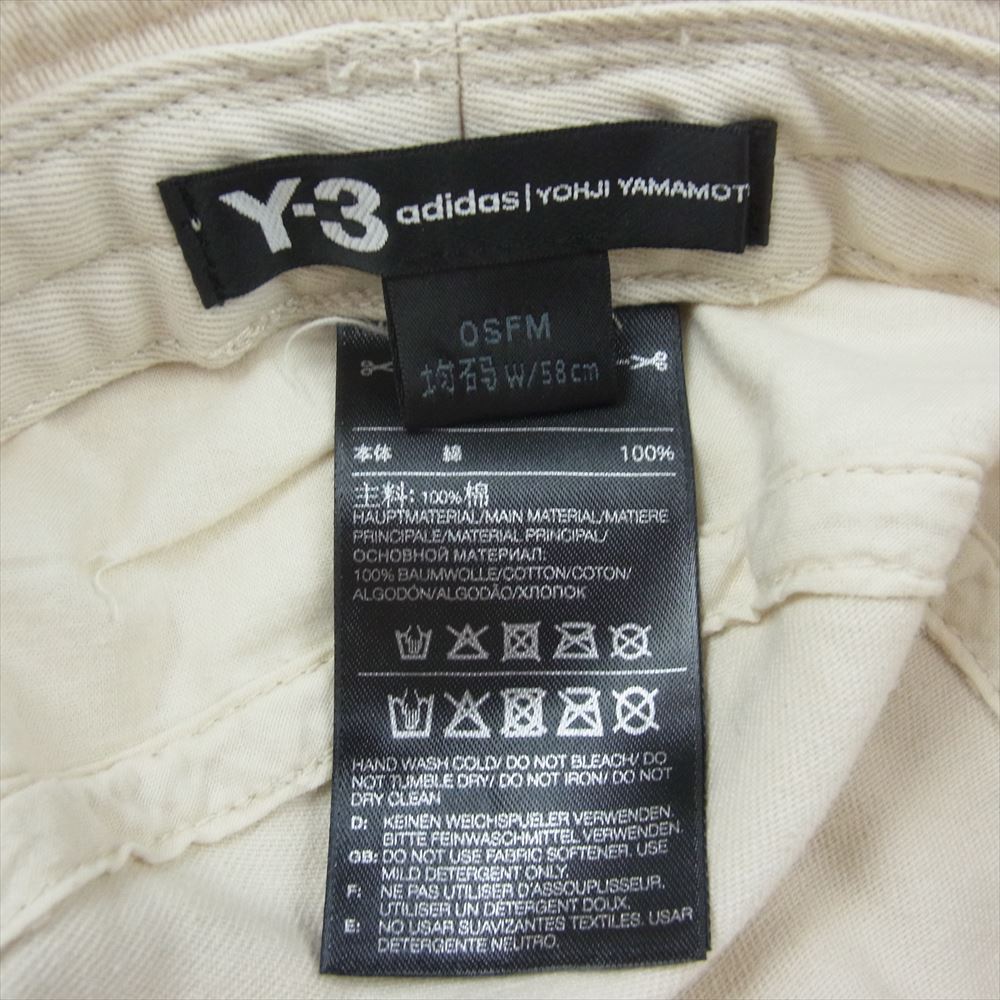 Y-3 adidas | YOHJI YAMAMOT
OSFM
均码 W/58cm
本体 綿 100%
主料: 100% 棉
HAUPTMATERIAL/MAIN MATERIAL/MATIERE
PRINCIPALE/MATERIAL PRINCIPAL/
ОСНОВНОЙ МАТЕРИАЛ:
100% BAUMWOLLE/COTTON/COTON/
ALGODÓN/ALGODÃO/ХЛОПОК
HAND WASH COLD/ DO NOT BLEACH/ DO
NOT TUMBLE DRY/ DO NOT IRON/ DO NOT
DRY CLEAN
D: KEINEN WEICHSPUELER VERWENDEN.
BITTE FEINWASCHMITTEL VERWENDEN.
GB: DO NOT USE FABRIC SOFTENER. USE
MILD DETERGENT ONLY.
F: NE PAS UTILISER D'ASSOUPLISSEUR.
UTILISER UN DETERGENT DOUX.
E: NO USAR SUAVIZANTES TEXTILES. USAR
DETERGENTE NEUTRO.